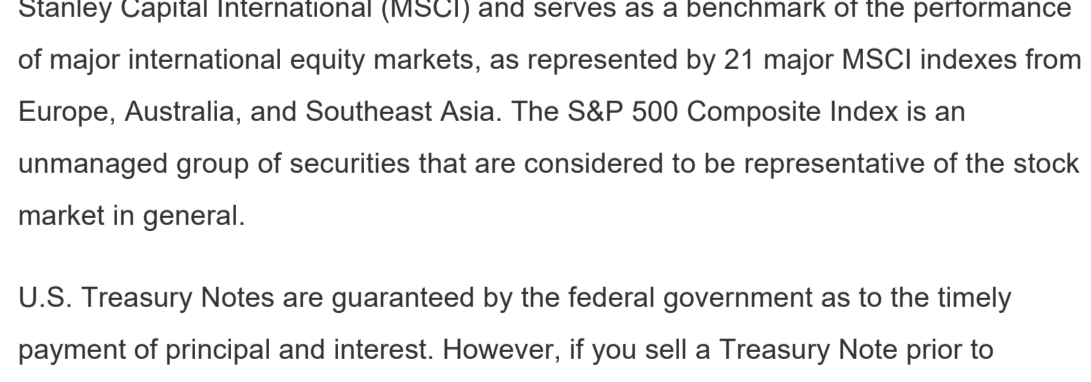 Stanley Capital International (MSCI) and serves as a benchmark of the performance
of major international equity markets, as represented by 21 major MSCI indexes from
Europe, Australia, and Southeast Asia. The S&P 500 Composite Index is an
unmanaged group of securities that are considered to be representative of the stock
market in general.
U.S. Treasury Notes are guaranteed by the federal government as to the timely
payment of principal and interest. However, if you sell a Treasury Note prior to